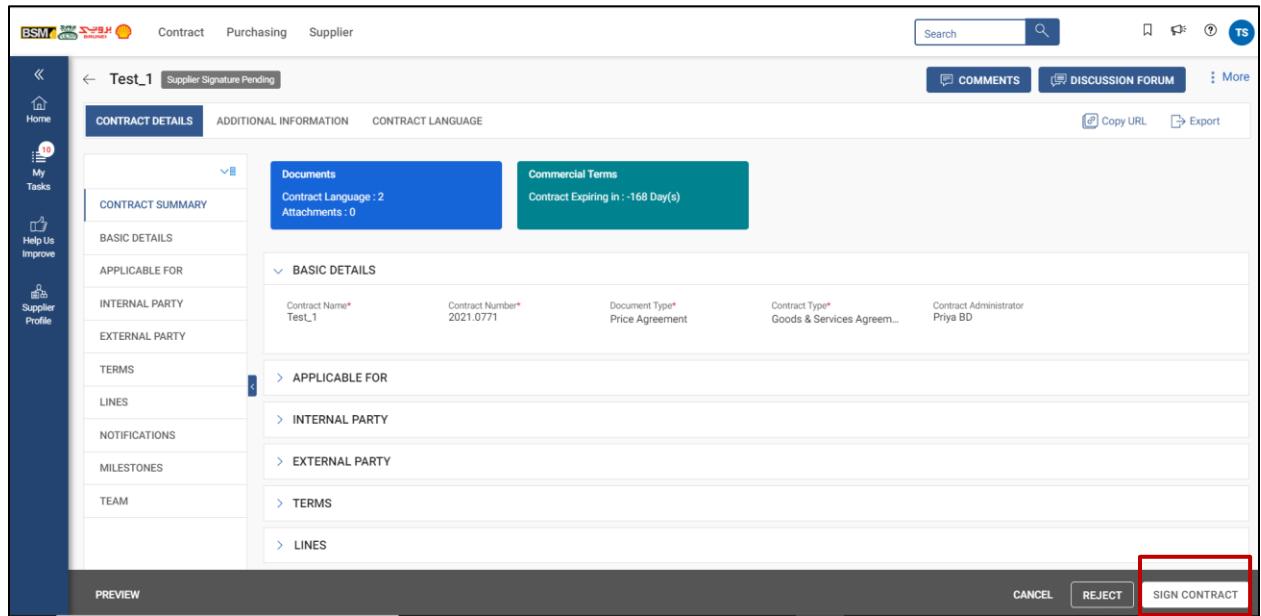 BSM
BRUNEI
Contract Purchasing Supplier
Search
TS
Test_1 Supplier Signature Pending
COMMENTS
DISCUSSION FORUM
More
Home
10
My
Tasks
Help Us
Improve
Supplier
Profile
CONTRACT DETAILS ADDITIONAL INFORMATION CONTRACT LANGUAGE
Copy URL Export
CONTRACT SUMMARY
BASIC DETAILS
APPLICABLE FOR
INTERNAL PARTY
EXTERNAL PARTY
TERMS
LINES
NOTIFICATIONS
MILESTONES
TEAM
Documents
Contract Language : 2
Attachments : 0
Commercial Terms
Contract Expiring in : -168 Day(s)
BASIC DETAILS
Contract Name* Contract Number* Document Type* Contract Type* Contract Administrator
Test_1 2021.0771 Price Agreement Goods & Services Agreem... Priya BD
APPLICABLE FOR
INTERNAL PARTY
EXTERNAL PARTY
TERMS
LINES
PREVIEW
CANCEL REJECT SIGN CONTRACT